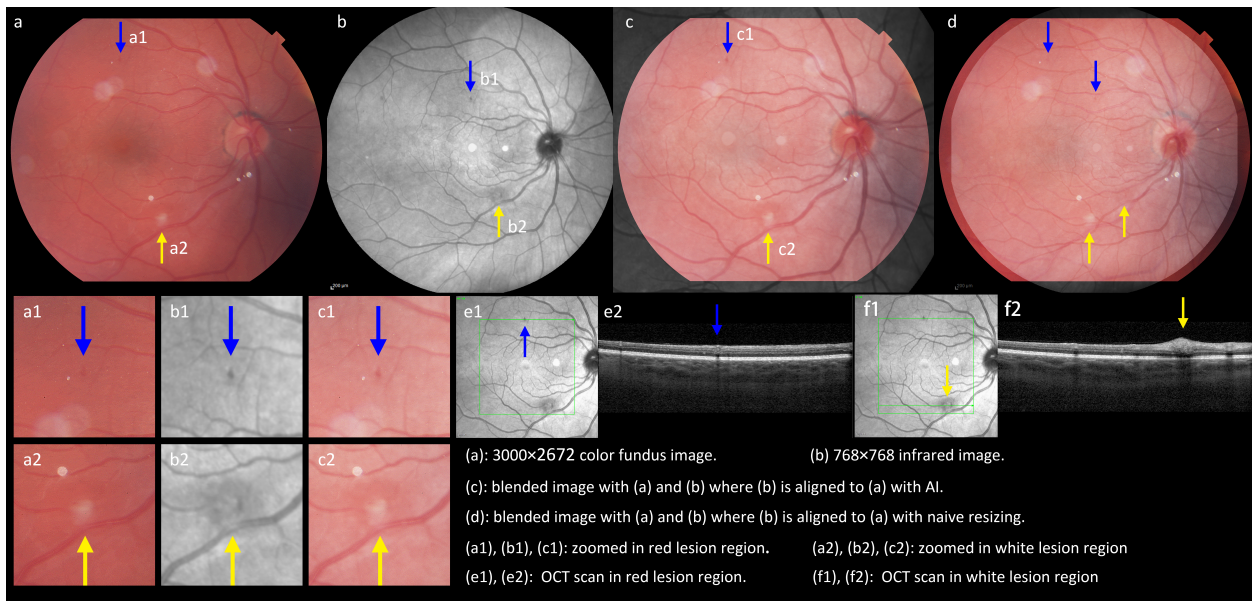 a
a1
a2
b
b1
b2
200 µm
c
c1
c2
d
200 µm
a1
b1
c1
e1
e2
f1
f2
a2
b2
c2
(a): 3000×2672 color fundus image.
(b) 768×768 infrared image.
(c): blended image with (a) and (b) where (b) is aligned to (a) with AI.
(d): blended image with (a) and (b) where (b) is aligned to (a) with naive resizing.
(a1), (b1), (c1): zoomed in red lesion region.
(a2), (b2), (c2): zoomed in white lesion region
(e1), (e2): OCT scan in red lesion region.
(f1), (f2): OCT scan in white lesion region